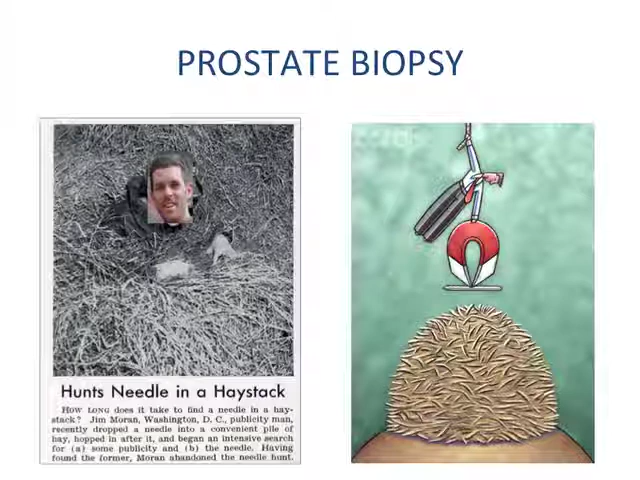 PROSTATE BIOPSY
Hunts Needle in a Haystack
HOW LONG does it take to find a needle in a hay-
stack? Jim Moran, Washington, D. C., publicity man,
recently dropped a needle into a convenient pile of
hay, hopped in after it, and began an intensive search
for (a) some publicity and (b) the needle. Having
found the former, Moran abandoned the needle hunt.